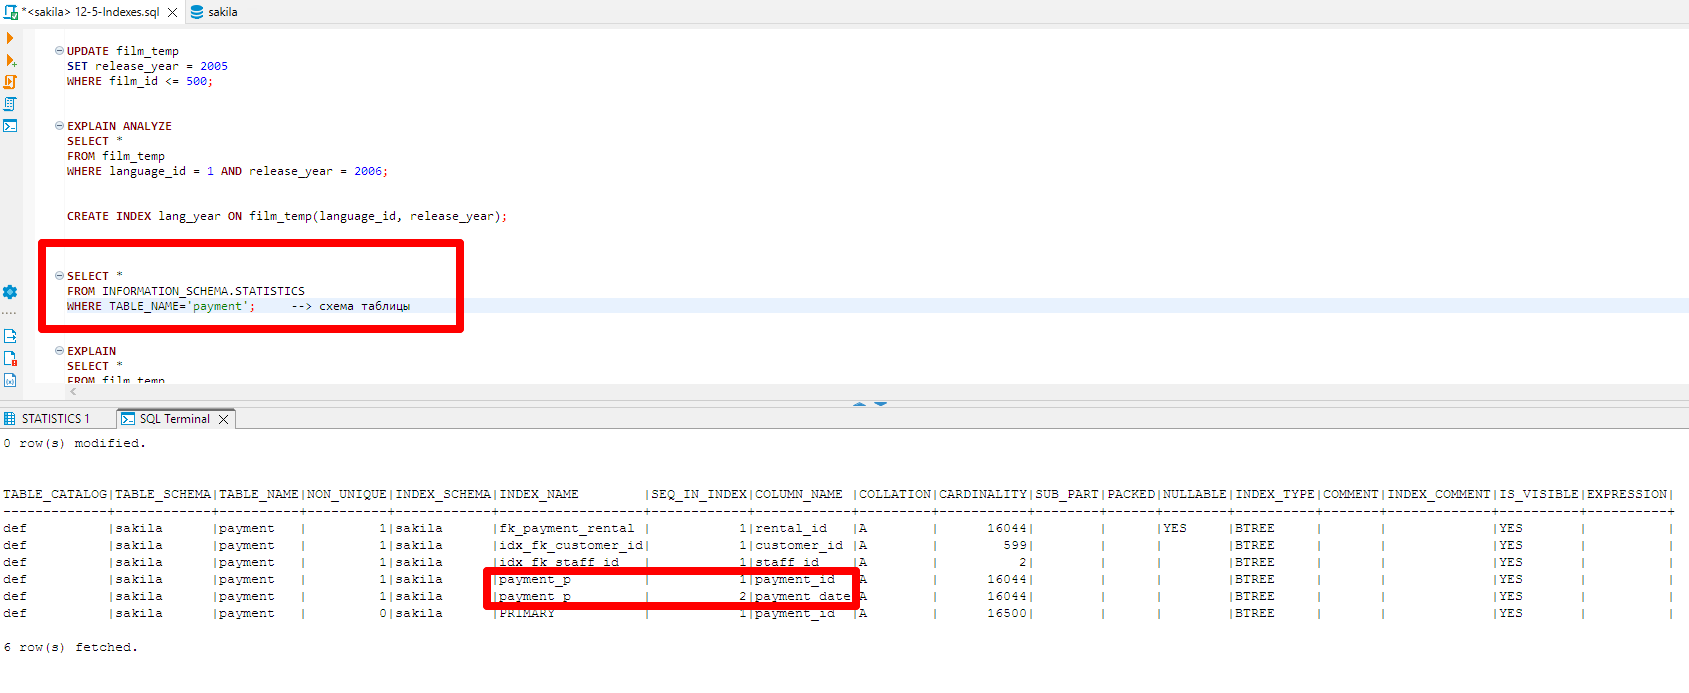 *<sakila> 12-5-Indexes.sql
sakila
UPDATE film_temp
SET release_year = 2005
WHERE film_id <= 500;
EXPLAIN ANALYZE
SELECT *
FROM film_temp
WHERE language_id = 1 AND release_year = 2006;
CREATE INDEX lang_year ON film_temp(language_id, release_year);
SELECT *
FROM INFORMATION_SCHEMA.STATISTICS
WHERE TABLE_NAME='payment';     --> схема таблицы
EXPLAIN
SELECT *
FROM film_temp
STATISTICS 1
SQL Terminal
0 row(s) modified.
TABLE_CATALOG|TABLE_SCHEMA|TABLE_NAME|NON_UNIQUE|INDEX_SCHEMA|INDEX_NAME        |SEQ_IN_INDEX|COLUMN_NAME |COLLATION|CARDINALITY|SUB_PART|PACKED|NULLABLE|INDEX_TYPE|COMMENT|INDEX_COMMENT|IS_VISIBLE|EXPRESSION|
-------------+------------+----------+----------+------------+------------------+------------+------------+---------+-----------+--------+------+--------+----------+-------+-------------+----------+----------+
def          |sakila      |payment   |         1|sakila      |fk_payment_rental |           1|rental_id   |A        |      16044|        |      |YES     |BTREE     |       |             |YES       |          |
def          |sakila      |payment   |         1|sakila      |idx_fk_customer_id|           1|customer_id |A        |        599|        |      |        |BTREE     |       |             |YES       |          |
def          |sakila      |payment   |         1|sakila      |idx_fk_staff_id   |           1|staff_id    |A        |          2|        |      |        |BTREE     |       |             |YES       |          |
def          |sakila      |payment   |         1|sakila      |payment_p         |           1|payment_id  |A        |      16044|        |      |        |BTREE     |       |             |YES       |          |
def          |sakila      |payment   |         1|sakila      |payment_p         |           2|payment_date|A        |      16044|        |      |        |BTREE     |       |             |YES       |          |
def          |sakila      |payment   |         0|sakila      |PRIMARY           |           1|payment_id  |A        |      16500|        |      |        |BTREE     |       |             |YES       |          |
6 row(s) fetched.